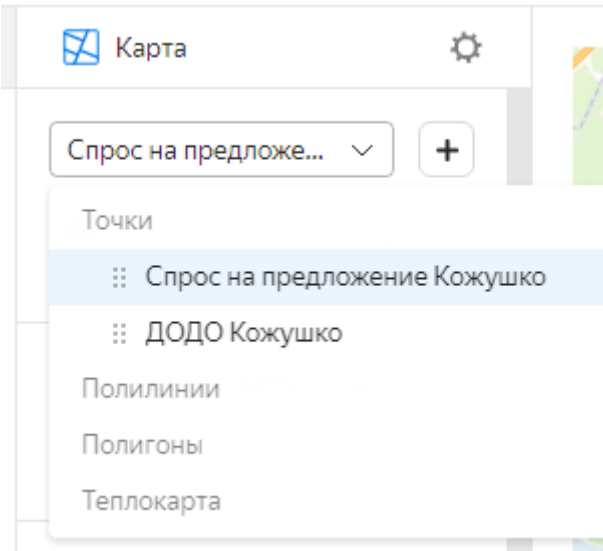 Карта
Спрос на предложе...
Точки
Спрос на предложение Кожушко
ДОДО Кожушко
Полилинии
Полигоны
Теплокарта